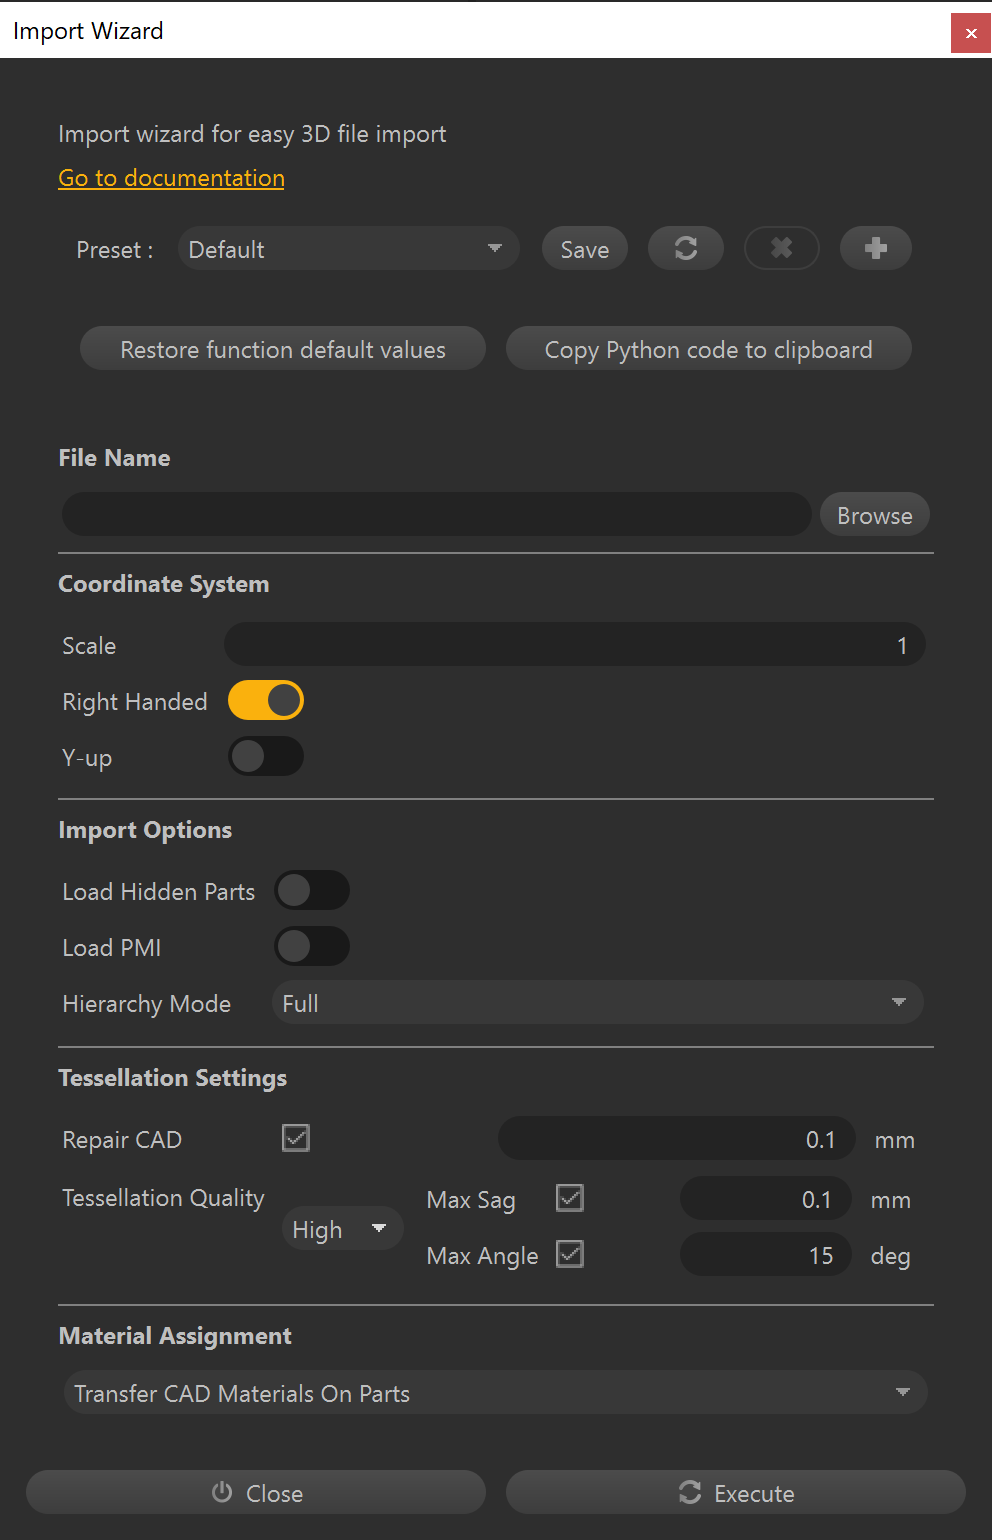 Import Wizard
Import wizard for easy 3D file import
Go to documentation
Preset : Default Save
Restore function default values Copy Python code to clipboard
File Name
Browse
Coordinate System
Scale 1
Right Handed
Y-up
Import Options
Load Hidden Parts
Load PMI
Hierarchy Mode Full
Tessellation Settings
Repair CAD 0.1 mm
Tessellation Quality High Max Sag 0.1 mm
Max Angle 15 deg
Material Assignment
Transfer CAD Materials On Parts
Close Execute